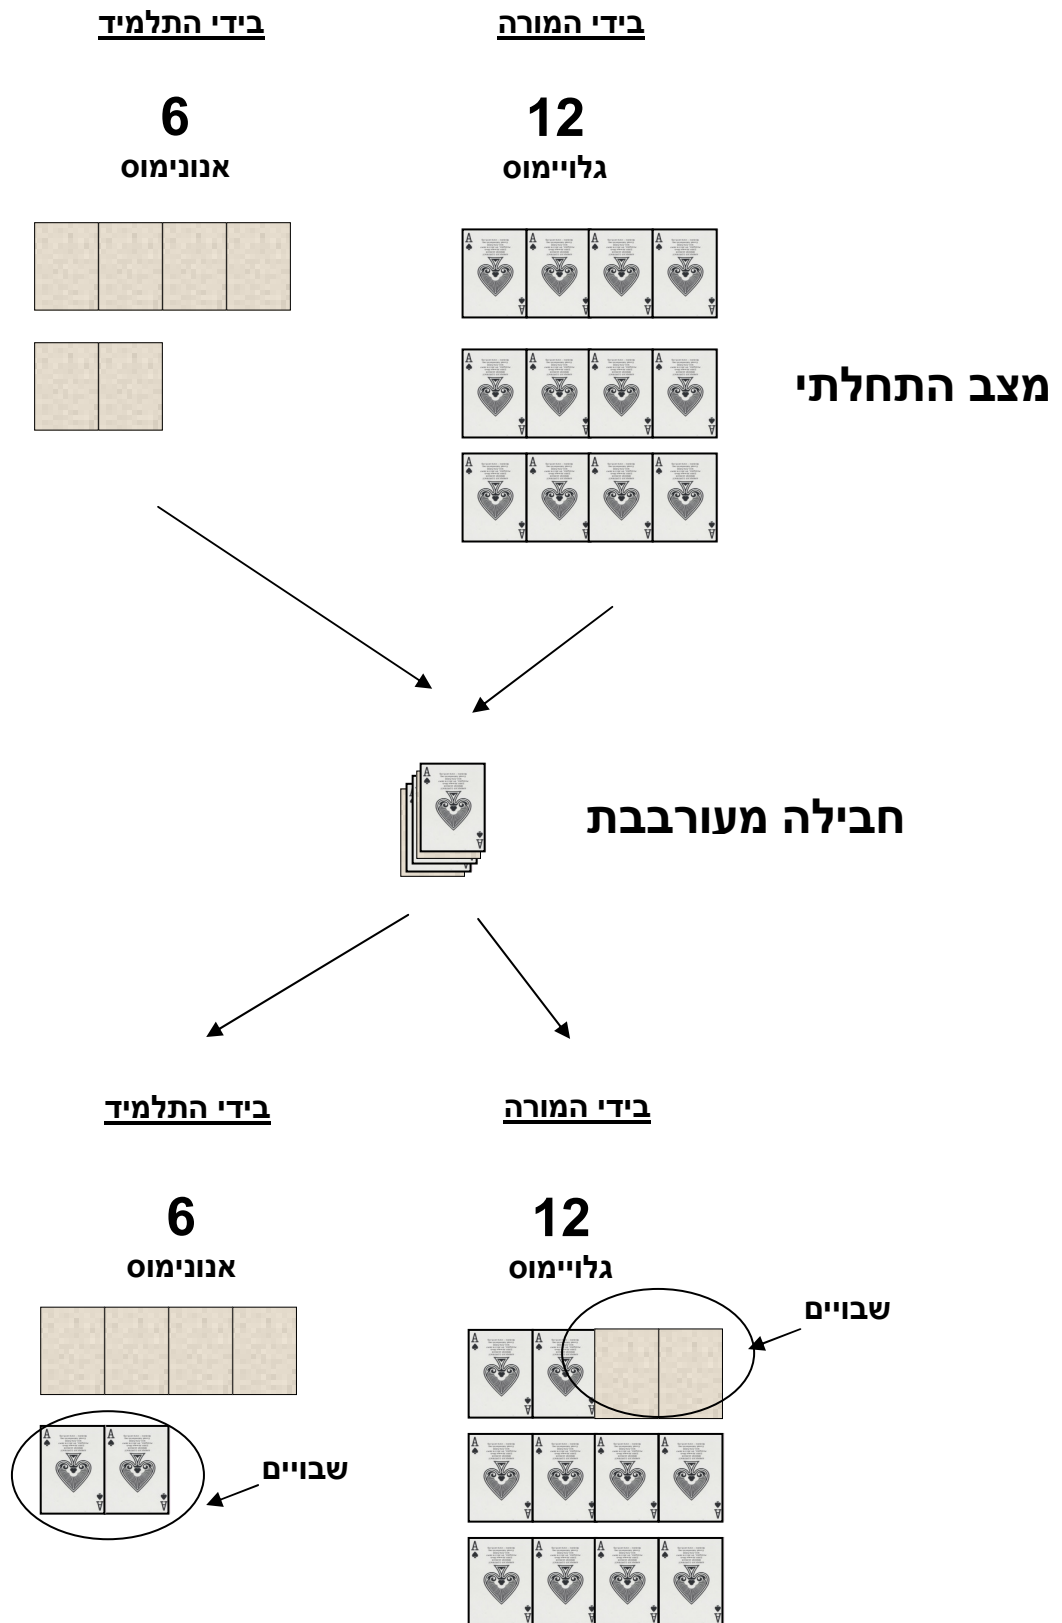 בידי המורה
בידי התלמיד
12
גלויימוס
6
אנונימוס
מצב התחלתי
חבילה מעורבבת
בידי המורה
בידי התלמיד
12
גלויימוס
6
אנונימוס
שבויים
שבויים